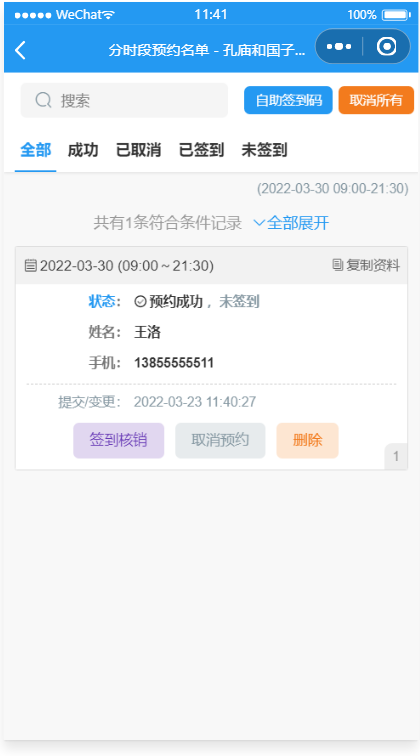 WeChat 11:41 100%
分时段预约名单 - 孔庙和国子...
搜索 自助签到码 取消所有
全部 成功 已取消 已签到 未签到
(2022-03-30 09:00-21:30)
共有1条符合条件记录 全部展开
2022-03-30 (09:00～21:30) 复制资料
状态： 预约成功，未签到
姓名： 王洛
手机： 13855555511
提交/变更： 2022-03-23 11:40:27
签到核销 取消预约 删除
1